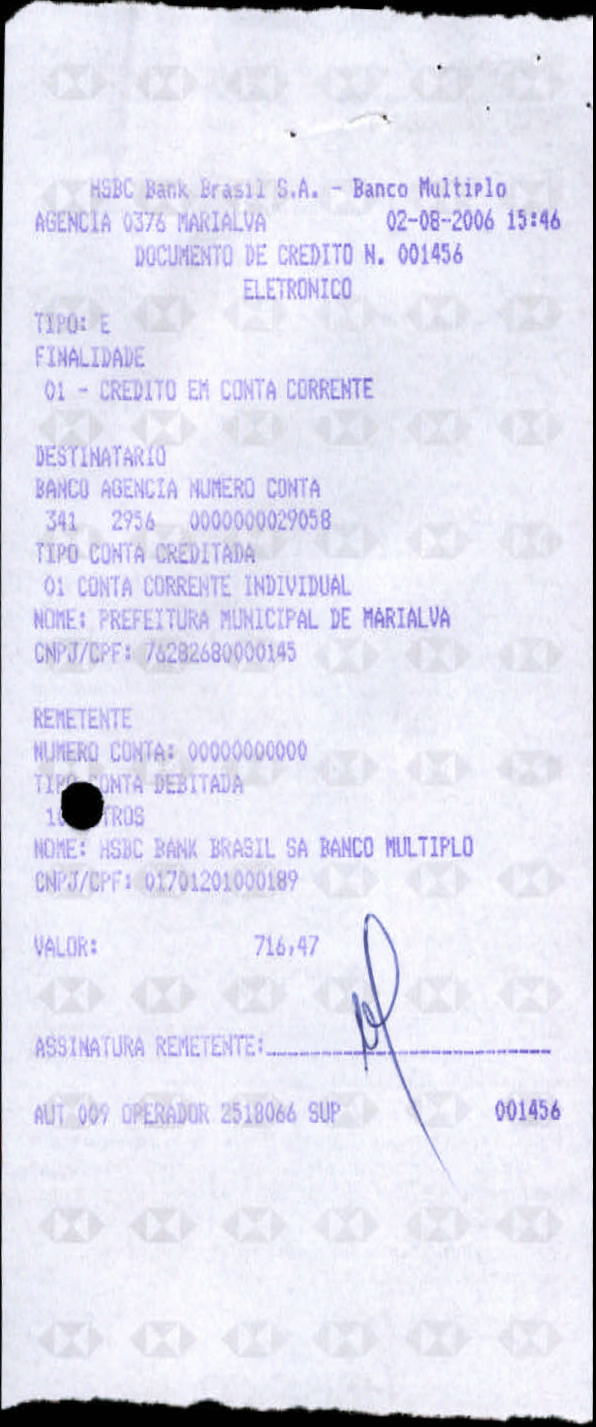 HSBC Bank Brasil S.A. - Banco Multiplo
AGENCIA 0376 MARIALVA 02-08-2006 15:46
DOCUMENTO DE CREDITO N. 001456
ELETRONICO
TIPO: E
FINALIDADE
01 - CREDITO EM CONTA CORRENTE
DESTINATARIO
BANCO AGENCIA NUMERO CONTA
341 2956 0000000029058
TIPO CONTA CREDITADA
01 CONTA CORRENTE INDIVIDUAL
NOME: PREFEITURA MUNICIPAL DE MARIALVA
CNPJ/CPF: 76282680000145
REMETENTE
NUMERO CONTA: 00000000000
TIPO CONTA DEBITADA
NOME: HSBC BANK BRASIL SA BANCO MULTIPLO
CNPJ/CPF: 01701201000189
VALOR: 716,47
ASSINATURA REMETENTE:
AUT 009 OPERADOR 2518066 SUP 001456